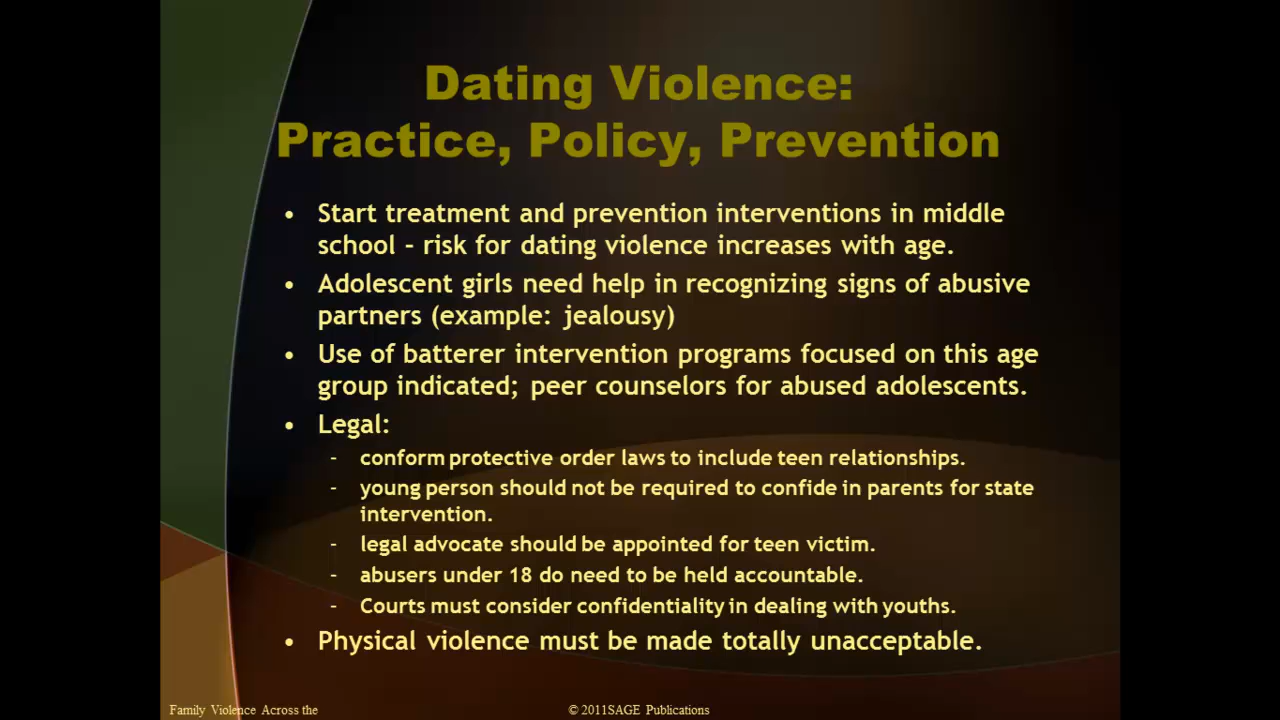 Dating Violence:
Practice, Policy, Prevention
• Start treatment and prevention interventions in middle
school – risk for dating violence increases with age.
• Adolescent girls need help in recognizing signs of abusive
partners (example: jealousy)
• Use of batterer intervention programs focused on this age
group indicated; peer counselors for abused adolescents.
• Legal:
- conform protective order laws to include teen relationships.
- young person should not be required to confide in parents for state
intervention.
- legal advocate should be appointed for teen victim.
- abusers under 18 do need to be held accountable.
- Courts must consider confidentiality in dealing with youths.
• Physical violence must be made totally unacceptable.
Family Violence Across the
© 2011SAGE Publications